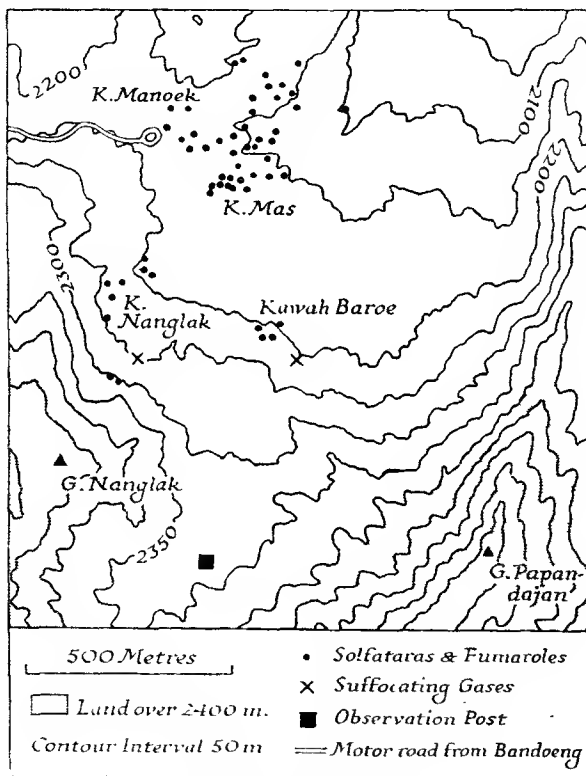 2200
K. Manoek
2100
2200
K. Mas
2300
K.
Nanglak
Kawah Baroe
G. Nanglak
2350
G. Papan-
dajan
500 Metres
Land over 2400 m.
Contour Interval 50 m
Solfataras & Fumaroles
Suffocating Gases
Observation Post
Motor road from Bandoeng